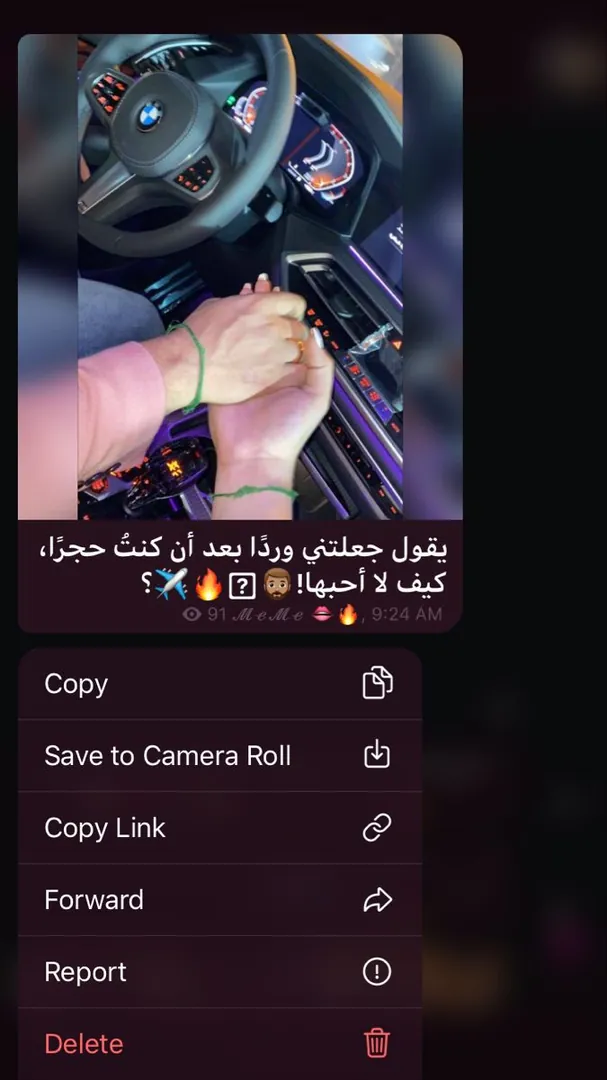 يقول جعلتني وردًا بعد أن كنتُ حجرًا،
كيف لا أحبها!🧔🏽‍♂️🔥✈️؟
91 𝓜𝓮𝓜𝓮 🫦🔥, 9:24 AM
Copy
Save to Camera Roll
Copy Link
Forward
Report
Delete